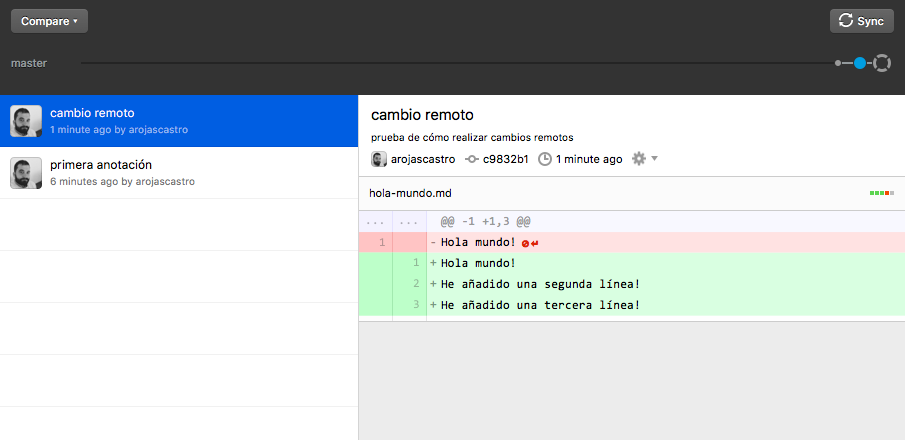 Compare
Sync
master
cambio remoto
1 minute ago by arojascastro
primera anotación
6 minutes ago by arojascastro
cambio remoto
prueba de cómo realizar cambios remotos
arojascastro c9832b1 1 minute ago
hola-mundo.md
... ... @@ -1 +1,3 @@
1 - Hola mundo!
1 + Hola mundo!
2 + He añadido una segunda línea!
3 + He añadido una tercera línea!